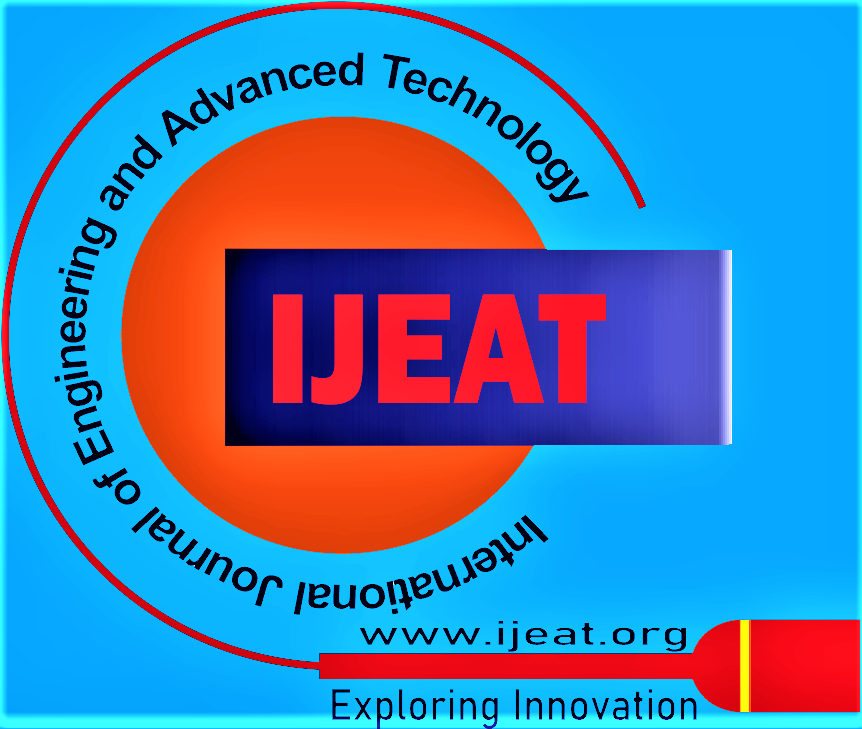 International Journal of Engineering and Advanced Technology
IJEAT
www.ijeat.org
Exploring Innovation